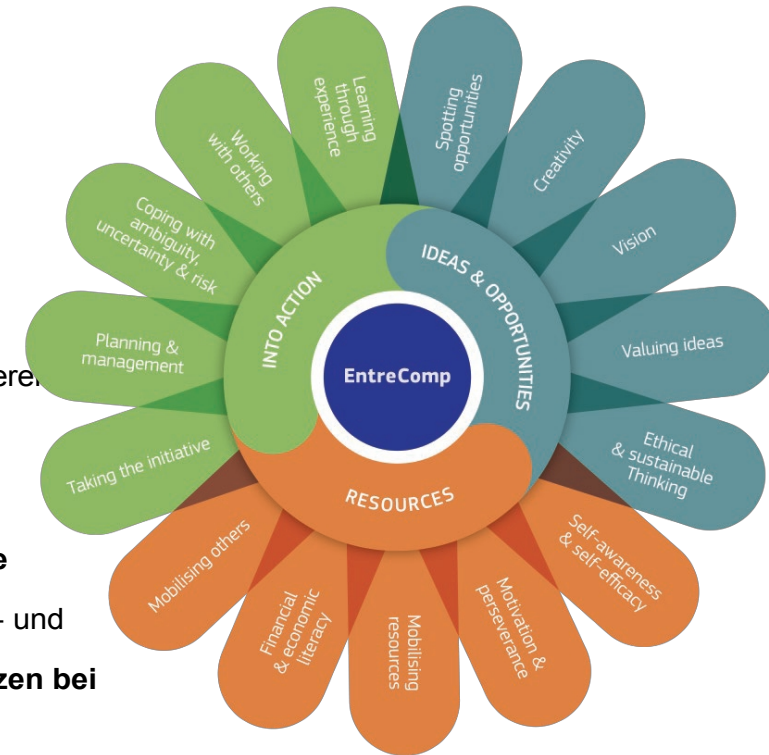 Learning
through
experience
Spotting
opportunities
Creativity
Vision
Valuing ideas
Ethical
& sustainable
Thinking
Self-awareness
& self-efficacy
Motivation &
perseverance
Mobilising
resources
Financial
& economic
literacy
Mobilising others
Taking the initiative
Planning &
management
Coping with
ambiguity,
uncertainty & risk
Working
with others
INTO ACTION
IDEAS & OPPORTUNITIES
RESOURCES
EntreComp
und
bei